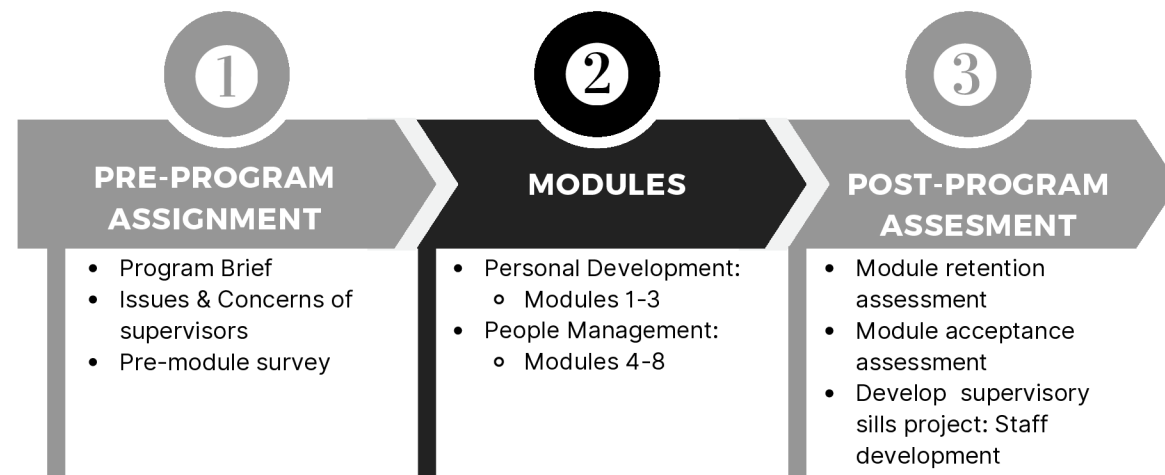 1
PRE-PROGRAM
ASSIGNMENT
• Program Brief
• Issues & Concerns of
supervisors
• Pre-module survey
2
MODULES
• Personal Development:
o Modules 1-3
• People Management:
o Modules 4-8
3
POST-PROGRAM
ASSESMENT
• Module retention
assessment
• Module acceptance
assessment
• Develop supervisory
sills project: Staff
development